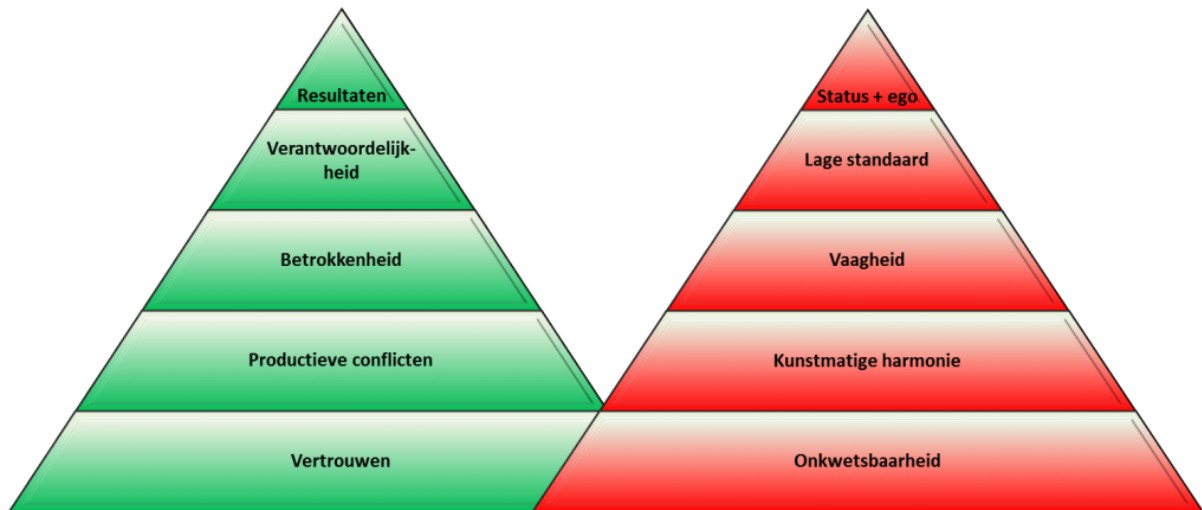 Resultaten
Verantwoordelijk-
heid
Betrokkenheid
Productieve conflicten
Vertrouwen
Status + ego
Lage standaard
Vaagheid
Kunstmatige harmonie
Onkwetsbaarheid